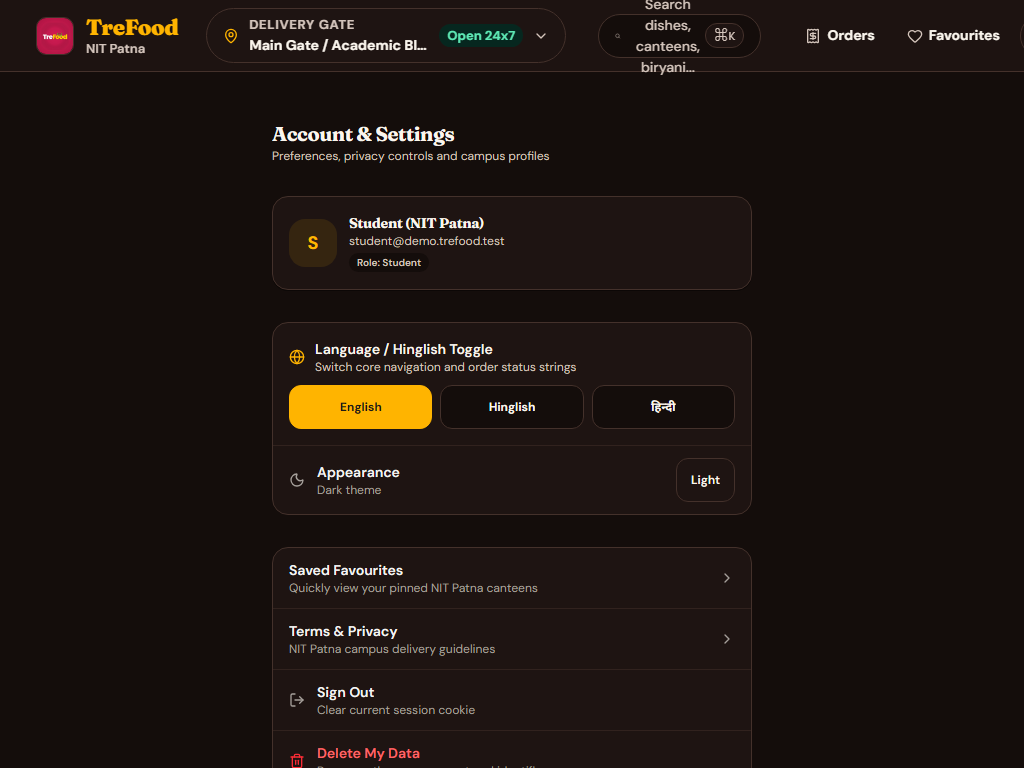 TreFood
TreFood
NIT Patna
DELIVERY GATE
Main Gate / Academic Bl...
Open 24x7
Search
dishes,
canteens,
biryani...
⌘K
Orders
Favourites
Account & Settings
Preferences, privacy controls and campus profiles
S
Student (NIT Patna)
student@demo.trefood.test
Role: Student
Language / Hinglish Toggle
Switch core navigation and order status strings
English
Hinglish
हिन्दी
Appearance
Dark theme
Light
Saved Favourites
Quickly view your pinned NIT Patna canteens
Terms & Privacy
NIT Patna campus delivery guidelines
Sign Out
Clear current session cookie
Delete My Data